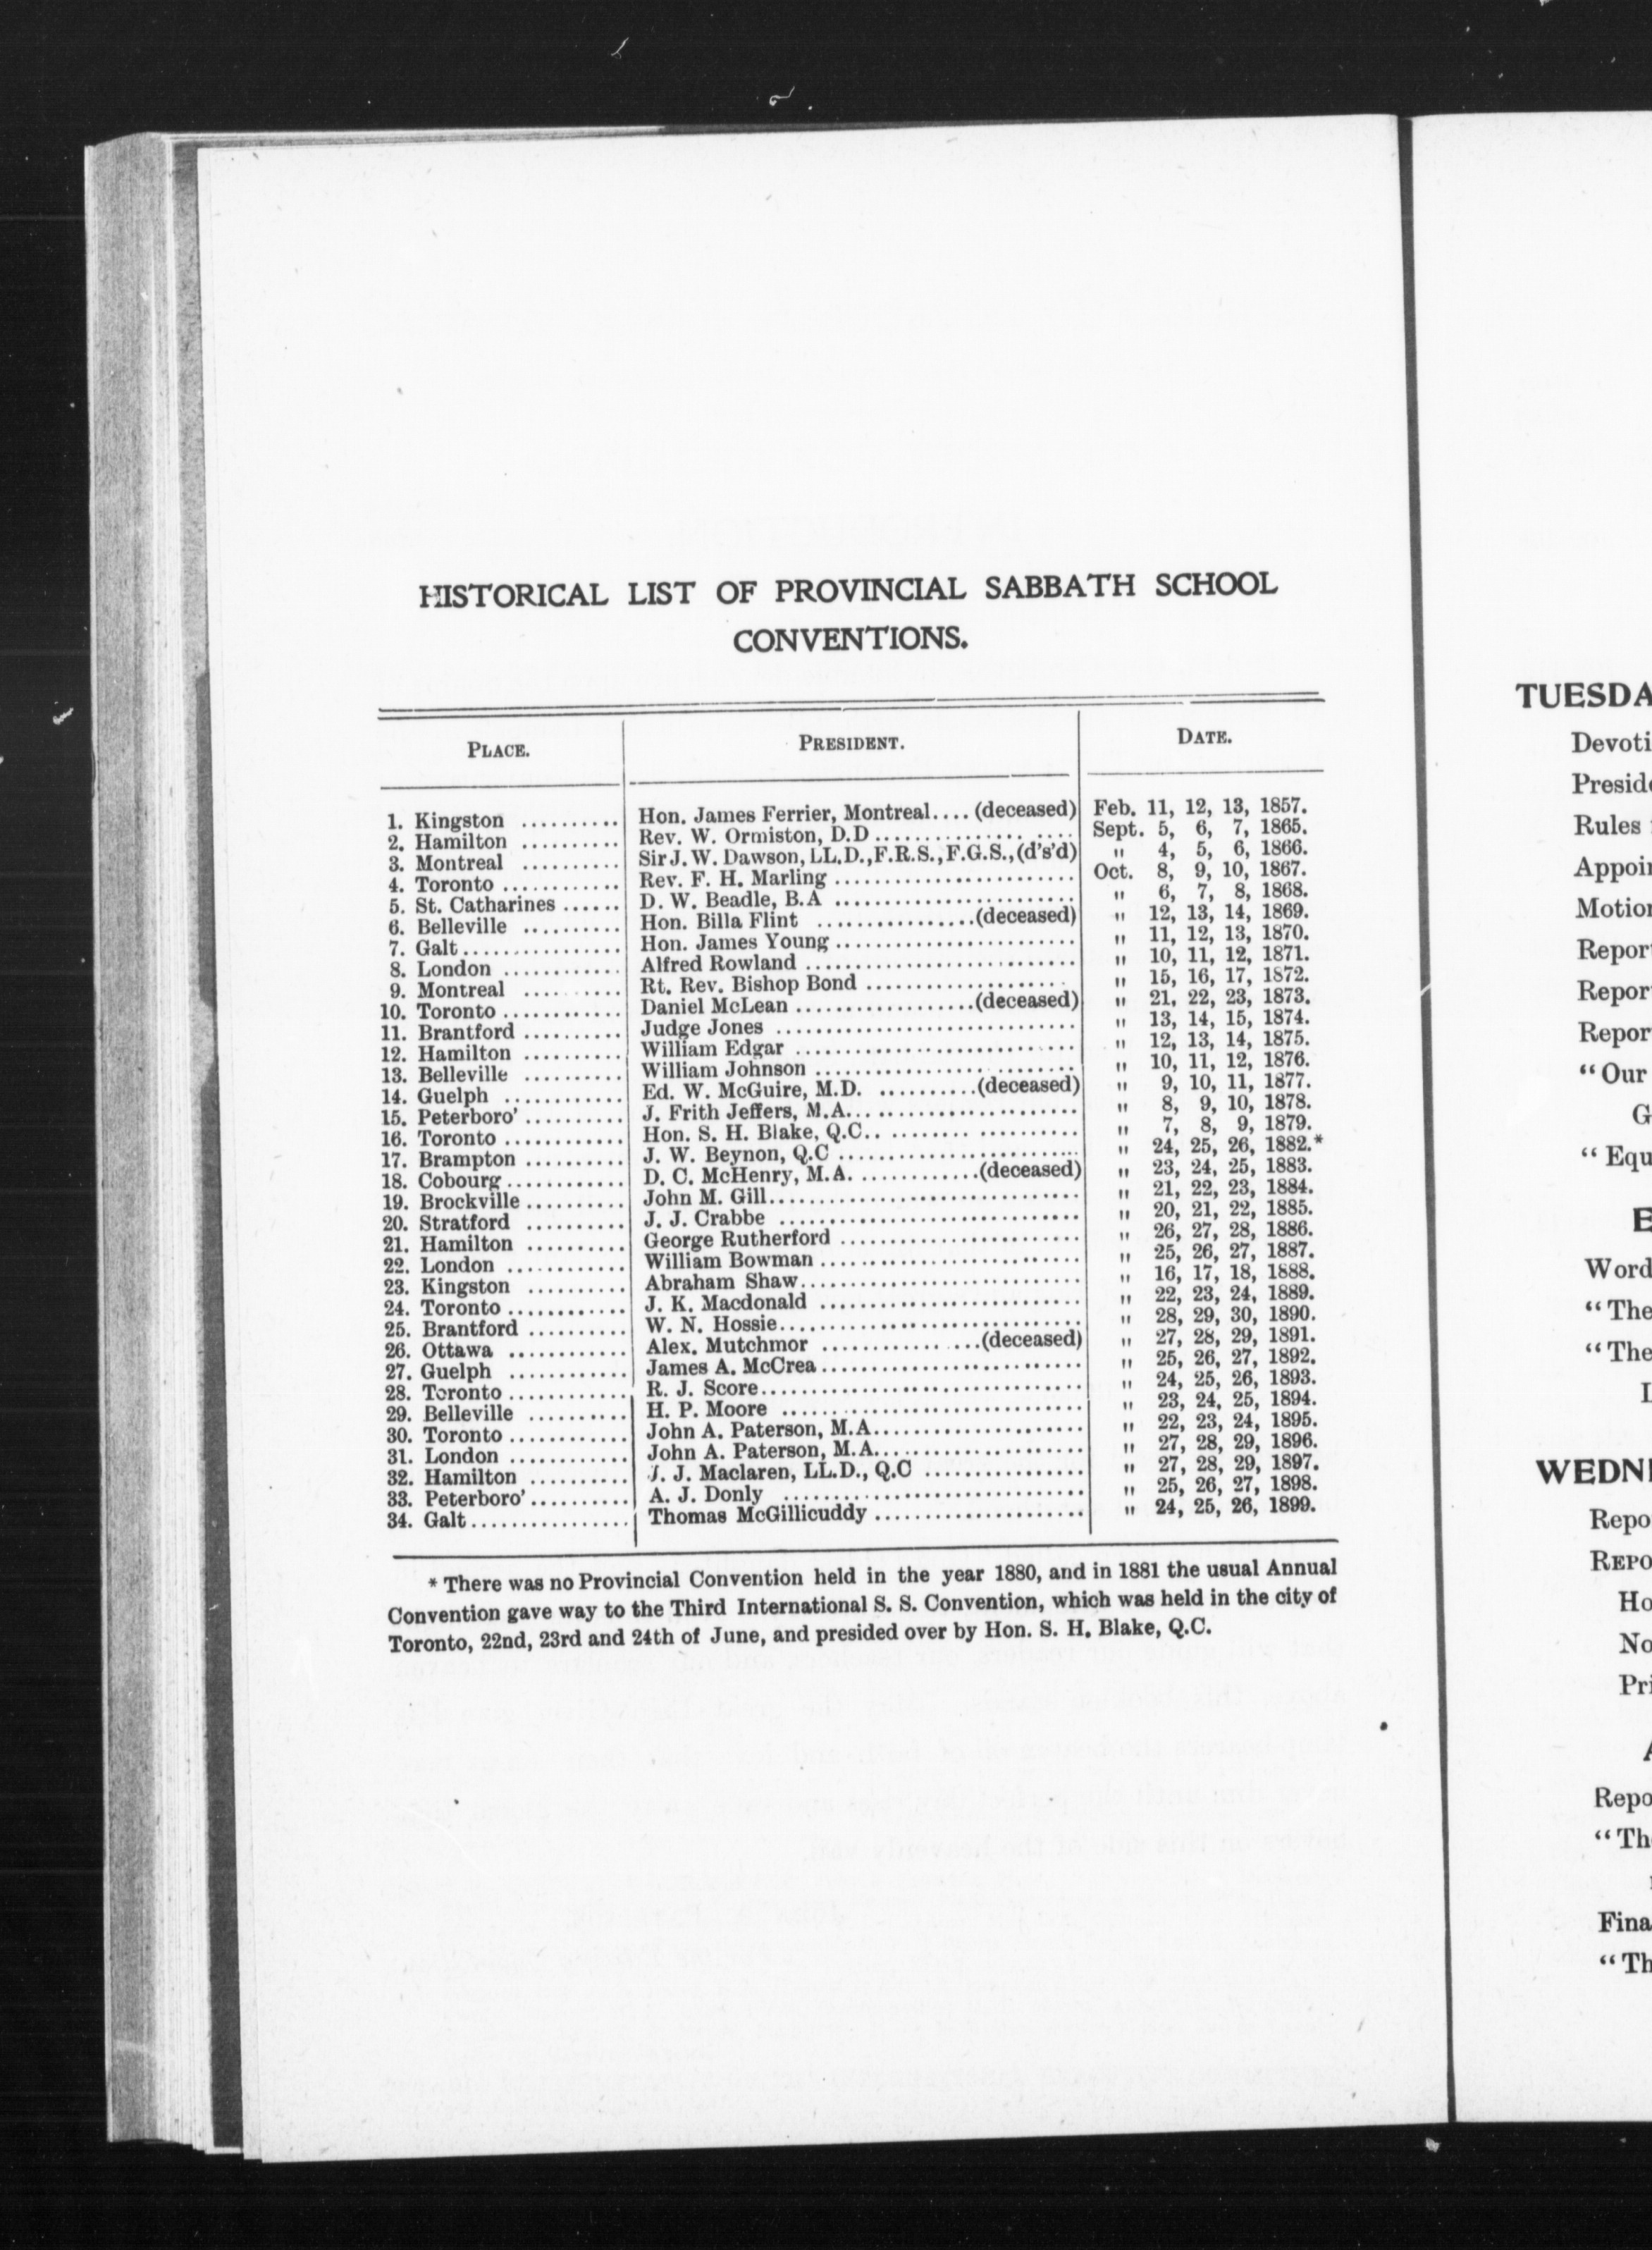 HISTORICAL LIST OF PROVINCIAL SABBATH SCHOOL
CONVENTIONS.
PLACE. PRESIDENT. DATE.
1. Kingston .......... Hon. James Ferrier, Montreal.... (deceased) Feb. 11, 12, 13, 1857.
2. Hamilton .......... Rev. W. Ormiston, D.D .................... Sept. 5, 6, 7, 1865.
3. Montreal .......... Sir J. W. Dawson, LL.D., F.R.S., F.G.S., (d's'd) " 4, 5, 6, 1866.
4. Toronto ............ Rev. F. H. Marling ........................ Oct. 8, 9, 10, 1867.
5. St. Catharines ...... D. W. Beadle, B.A ........................ " 6, 7, 8, 1868.
6. Belleville .......... Hon. Billa Flint ................(deceased) " 12, 13, 14, 1869.
7. Galt................ Hon. James Young ........................ " 11, 12, 13, 1870.
8. London ............ Alfred Rowland ........................... " 10, 11, 12, 1871.
9. Montreal .......... Rt. Rev. Bishop Bond .................... " 15, 16, 17, 1872.
10. Toronto ............ Daniel McLean ..................(deceased) " 21, 22, 23, 1873.
11. Brantford .......... Judge Jones .............................. " 13, 14, 15, 1874.
12. Hamilton .......... William Edgar ............................ " 12, 13, 14, 1875.
13. Belleville .......... William Johnson .......................... " 10, 11, 12, 1876.
14. Guelph ............ Ed. W. McGuire, M.D. ..........(deceased) " 9, 10, 11, 1877.
15. Peterboro' .......... J. Frith Jeffers, M.A....................... " 8, 9, 10, 1878.
16. Toronto ............ Hon. S. H. Blake, Q.C.. .................. " 7, 8, 9, 1879.
17. Brampton .......... J. W. Beynon, Q.C ........................ " 24, 25, 26, 1882.*
18. Cobourg............ D. C. McHenry, M.A. ............(deceased) " 23, 24, 25, 1883.
19. Brockville.......... John M. Gill............................... " 21, 22, 23, 1884.
20. Stratford .......... J. J. Crabbe .............................. " 20, 21, 22, 1885.
21. Hamilton .......... George Rutherford ........................ " 26, 27, 28, 1886.
22. London ............ William Bowman .......................... " 25, 26, 27, 1887.
23. Kingston .......... Abraham Shaw............................ " 16, 17, 18, 1888.
24. Toronto ............ J. K. Macdonald .......................... " 22, 23, 24, 1889.
25. Brantford .......... W. N. Hossie.............................. " 28, 29, 30, 1890.
26. Ottawa ............ Alex. Mutchmor ................(deceased) " 27, 28, 29, 1891.
27. Guelph ............ James A. McCrea .......................... " 25, 26, 27, 1892.
28. Toronto ............ R. J. Score................................ " 24, 25, 26, 1893.
29. Belleville .......... H. P. Moore .............................. " 23, 24, 25, 1894.
30. Toronto ............ John A. Paterson, M.A..................... " 22, 23, 24, 1895.
31. London ............ John A. Paterson, M.A..................... " 27, 28, 29, 1896.
32. Hamilton .......... J. J. Maclaren, LL.D., Q.C ................ " 27, 28, 29, 1897.
33. Peterboro'.......... A. J. Donly .............................. " 25, 26, 27, 1898.
34. Galt................ Thomas McGillicuddy ..................... " 24, 25, 26, 1899.
* There was no Provincial Convention held in the year 1880, and in 1881 the usual Annual
Convention gave way to the Third International S. S. Convention, which was held in the city of
Toronto, 22nd, 23rd and 24th of June, and presided over by Hon. S. H. Blake, Q.C.
TUESDA
Devoti
Preside
Rules
Appoi
Motion
Repor
Repor
Repor
"Our
G
"Equ
E
Word
"The
"The
WEDN
Repo
REPO
Ho
No
Pri
A
Repo
"Th
Fina
"Th